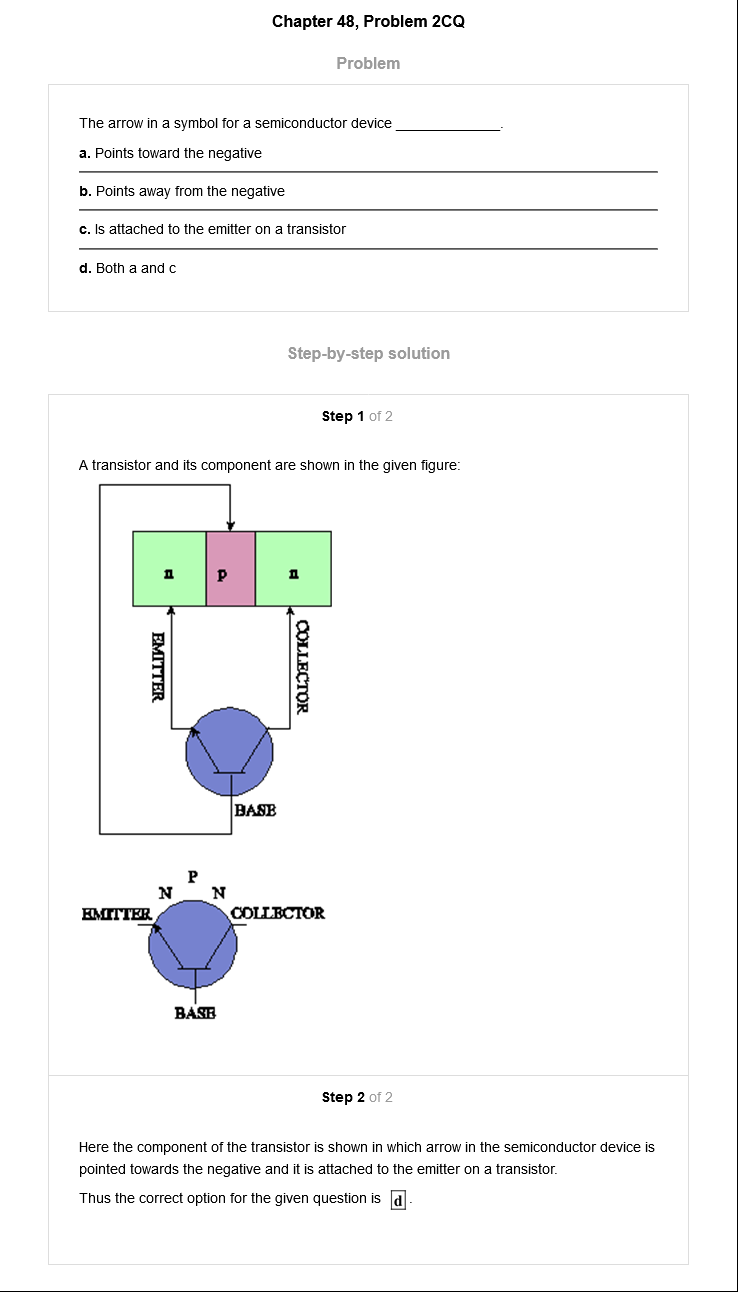 Chapter 48, Problem 2CQ
Problem
The arrow in a symbol for a semiconductor device _____________.
a. Points toward the negative
b. Points away from the negative
c. Is attached to the emitter on a transistor
d. Both a and c
Step-by-step solution
Step 1 of 2
A transistor and its component are shown in the given figure:
n p n
EMITTER
COLLECTOR
BASE
P
N N
EMITTER COLLECTOR
BASE
Step 2 of 2
Here the component of the transistor is shown in which arrow in the semiconductor device is
pointed towards the negative and it is attached to the emitter on a transistor.
Thus the correct option for the given question is d.